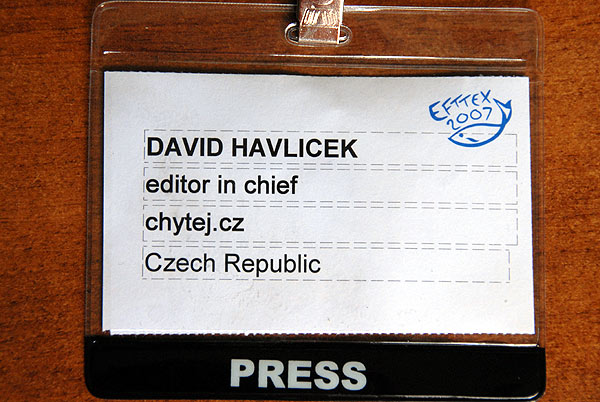 EFTTEX
2007
DAVID HAVLICEK
editor in chief
chytej.cz
Czech Republic
PRESS